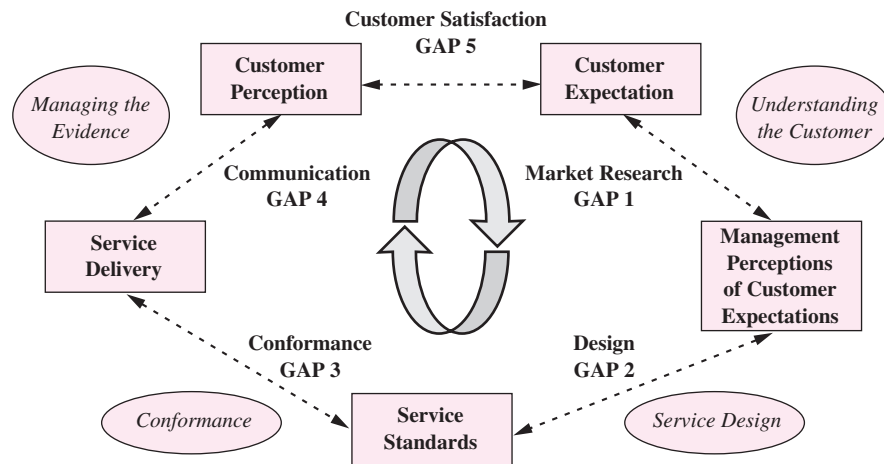 Customer Satisfaction
GAP 5
Customer
Perception
Customer
Expectation
Managing the
Evidence
Understanding
the Customer
Communication
GAP 4
Market Research
GAP 1
Service
Delivery
Management
Perceptions
of Customer
Expectations
Conformance
GAP 3
Design
GAP 2
Conformance
Service
Standards
Service Design